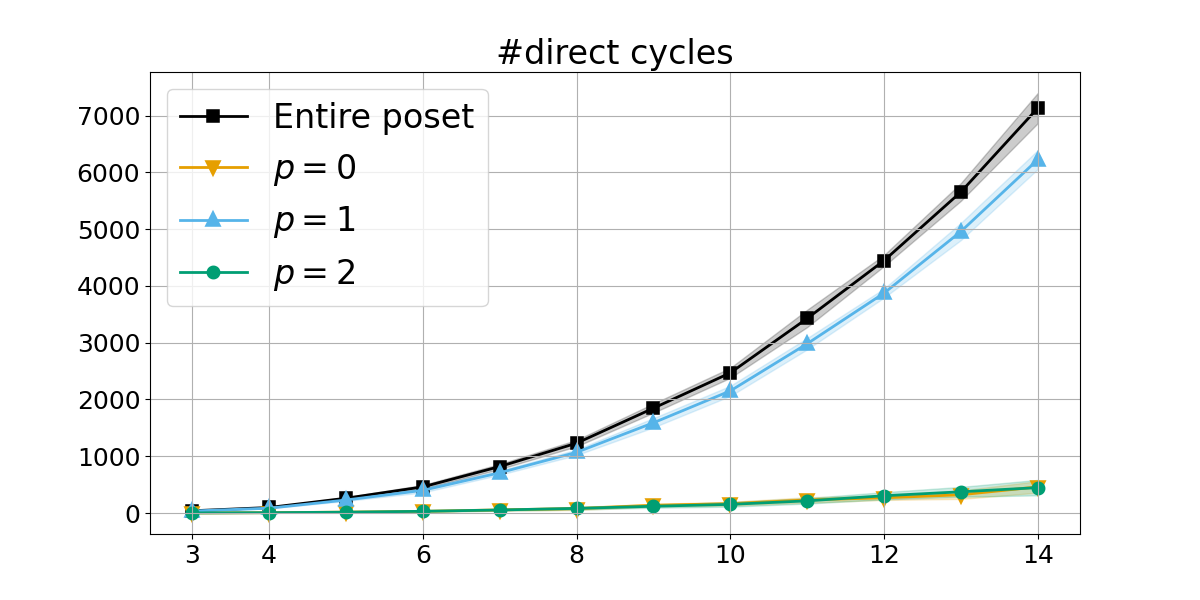 #direct cycles
Entire poset
p = 0
p = 1
p = 2
7000
6000
5000
4000
3000
2000
1000
0
3 4 6 8 10 12 14